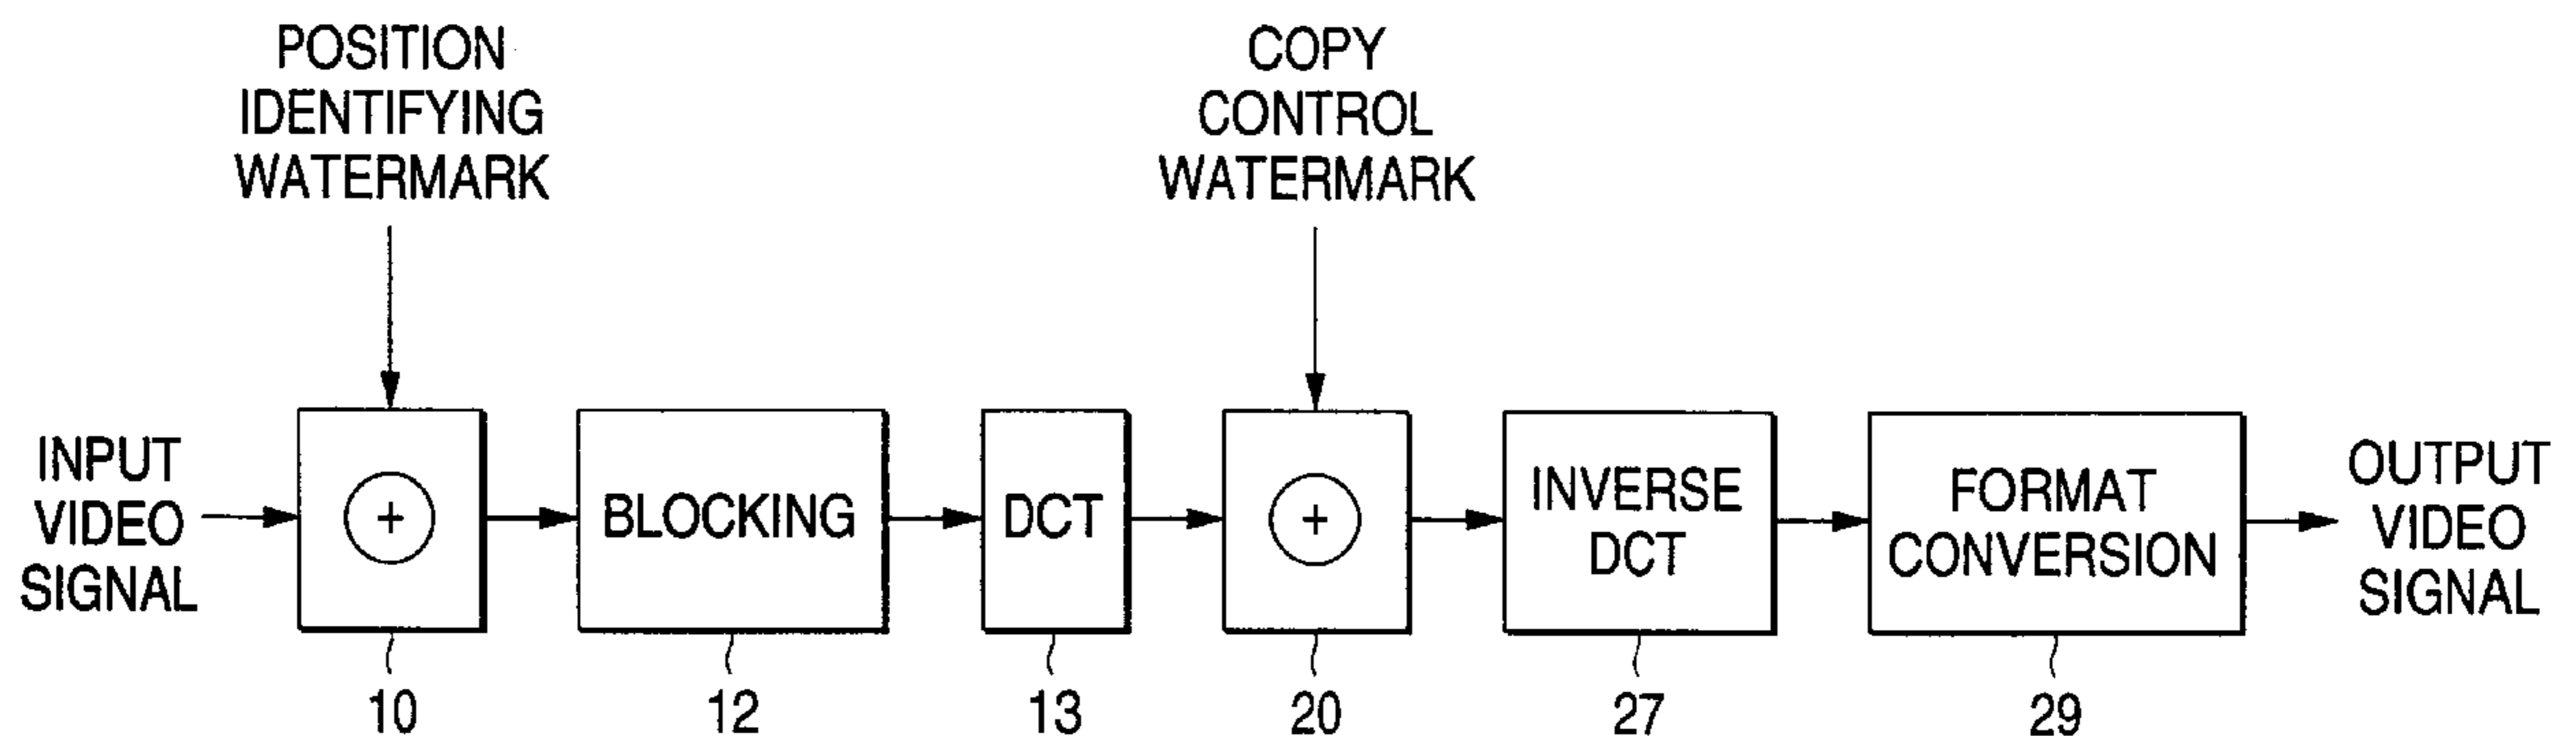 POSITION
IDENTIFYING
WATERMARK
COPY
CONTROL
WATERMARK
INPUT
VIDEO
SIGNAL
+
BLOCKING
DCT
+
INVERSE
DCT
FORMAT
CONVERSION
OUTPUT
VIDEO
SIGNAL
10
12
13
20
27
29